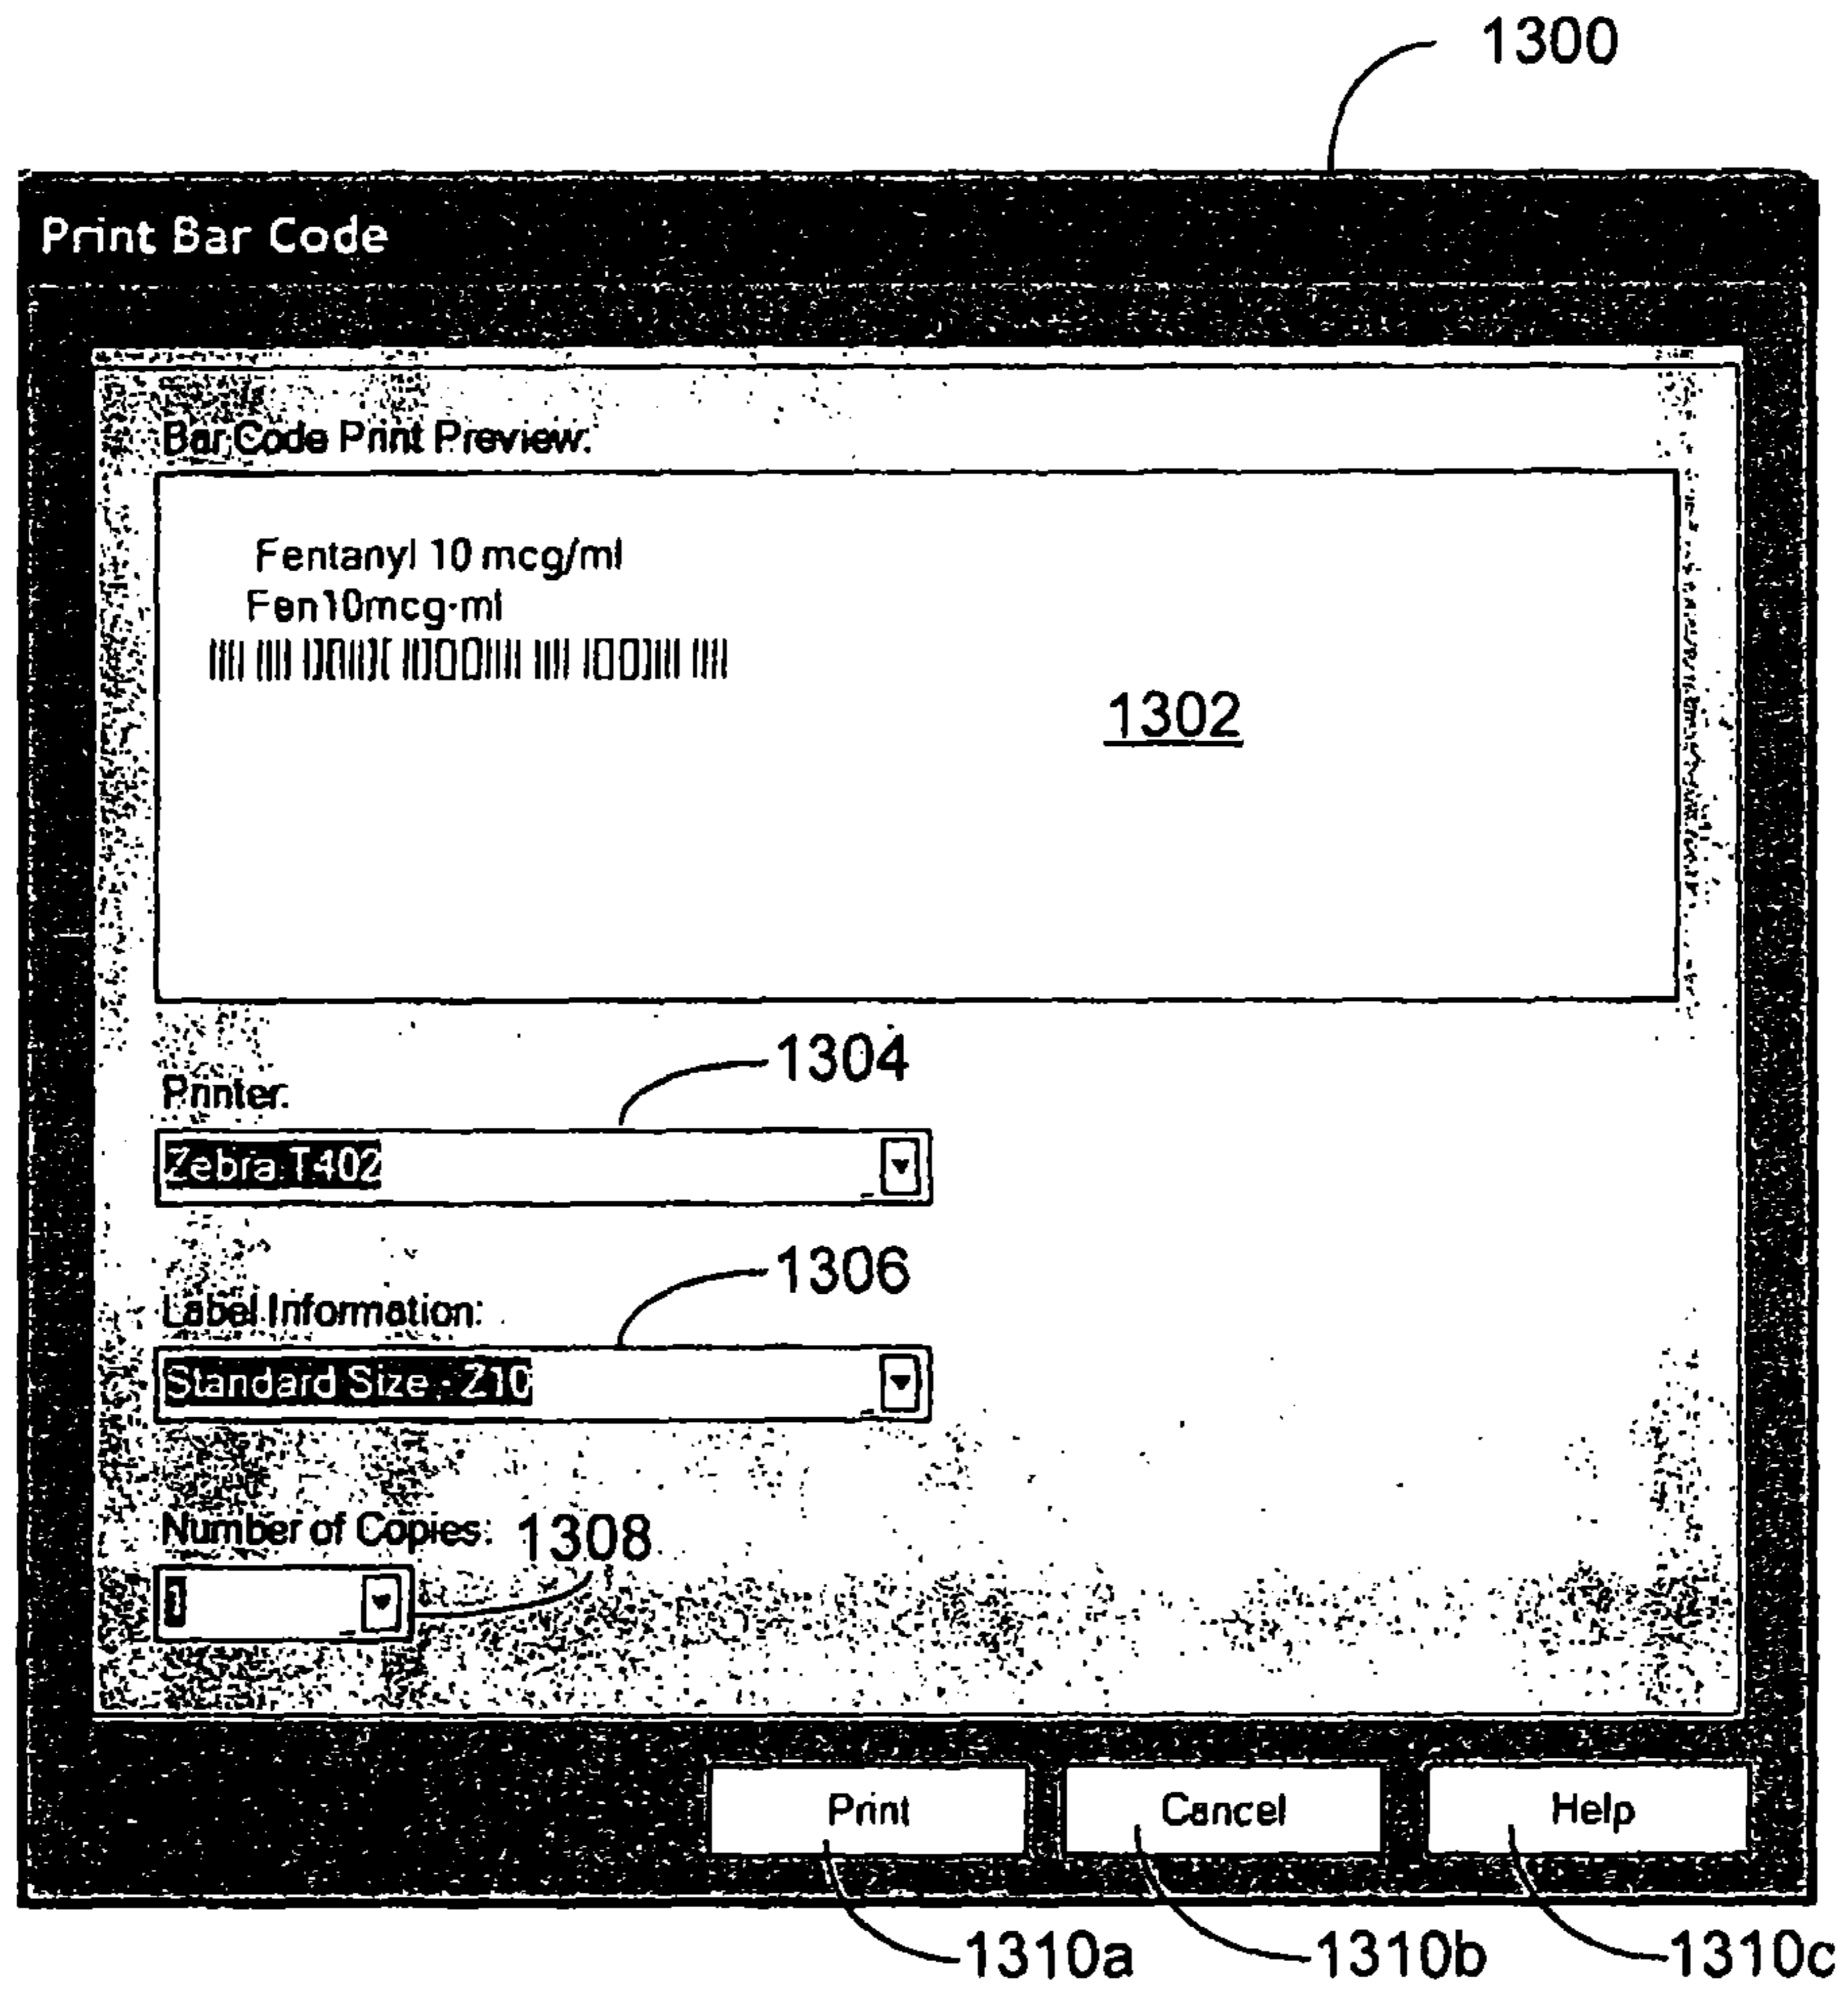 1300
Print Bar Code
Bar Code Print Preview:
Fentanyl 10 mcg/ml
Fen10mcg-ml
1302
1304
Printer:
Zebra T402
1306
Label Information:
Standard Size - Z10
Number of Copies: 1308
1
Print Cancel Help
1310a 1310b 1310c